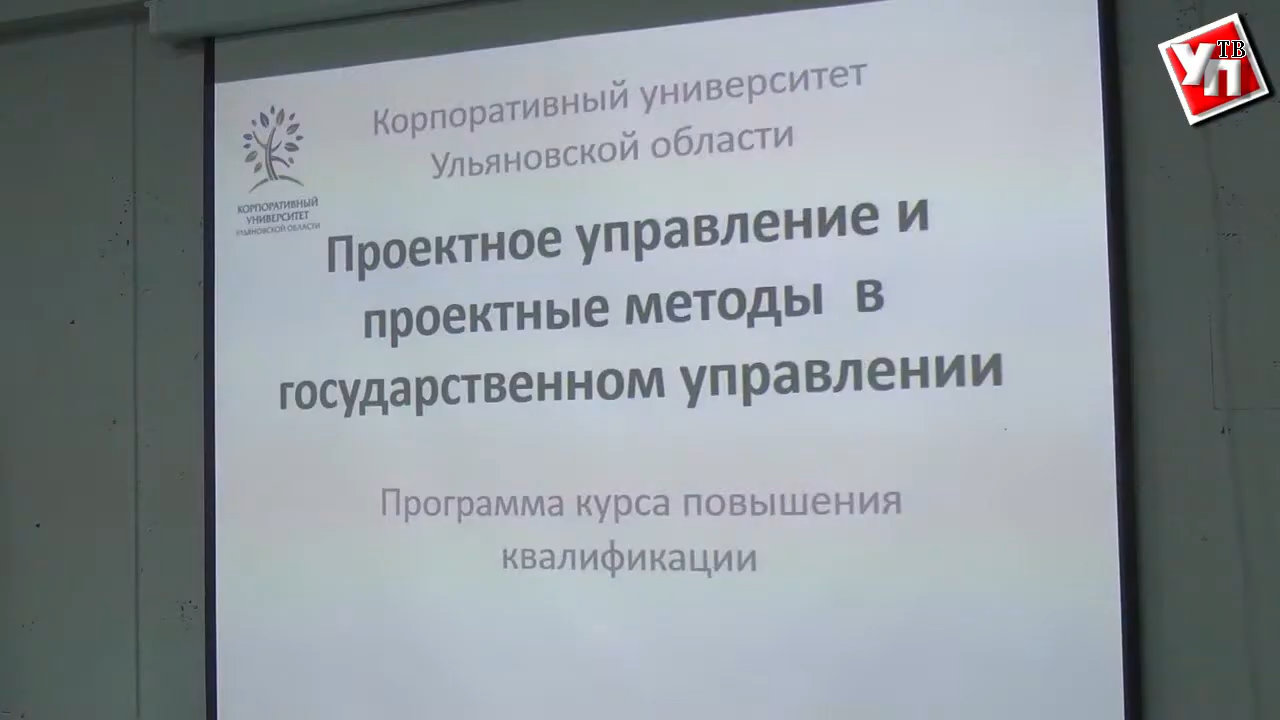 УП ТВ
Корпоративный университет
Ульяновской области
КОРПОРАТИВНЫЙ
УНИВЕРСИТЕТ
УЛЬЯНОВСКОЙ ОБЛАСТИ
Проектное управление и
проектные методы в
государственном управлении
Программа курса повышения
квалификации